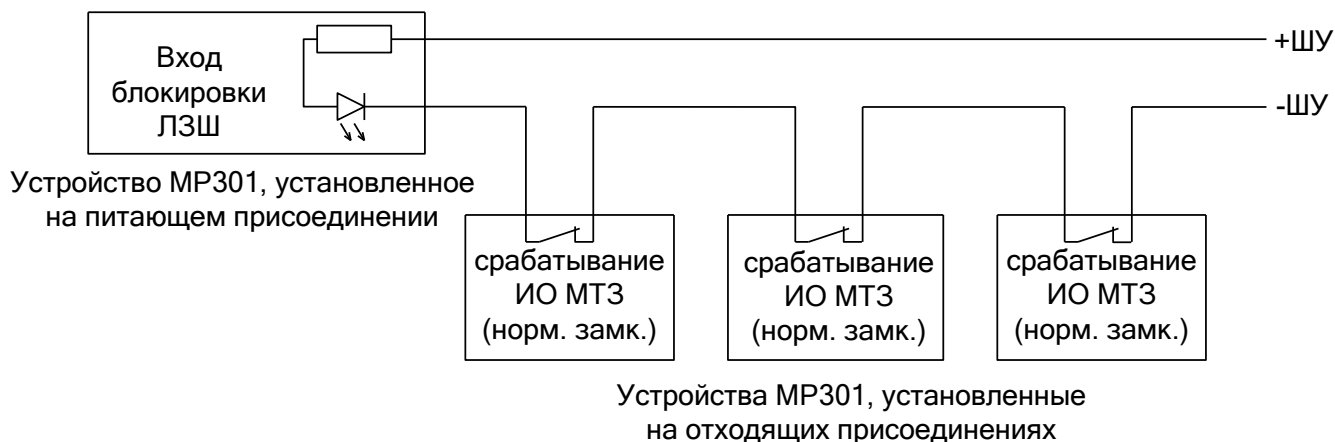 +ШУ
Вход
блокировки
ЛЗШ
-ШУ
Устройство МР301, установленное
на питающем присоединении
срабатывание
ИО МТЗ
(норм. замк.)
срабатывание
ИО МТЗ
(норм. замк.)
срабатывание
ИО МТЗ
(норм. замк.)
Устройства МР301, установленные
на отходящих присоединениях